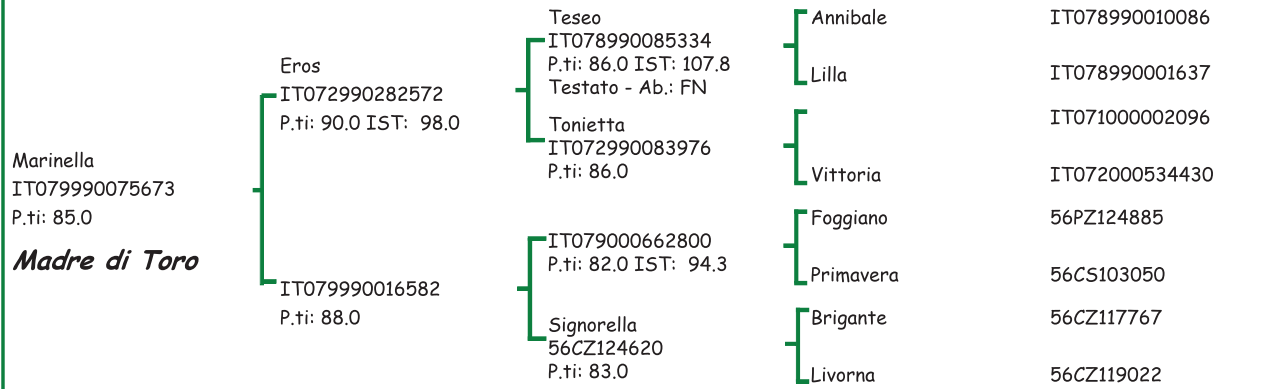 Marinella
IT079990075673
P.ti: 85.0
Madre di Toro
Eros
IT072990282572
P.ti: 90.0 IST:  98.0
IT079990016582
P.ti: 88.0
Teseo
IT078990085334
P.ti: 86.0 IST: 107.8
Testato - Ab.: FN
Tonietta
IT072990083976
P.ti: 86.0
IT079000662800
P.ti: 82.0 IST:  94.3
Signorella
56CZ124620
P.ti: 83.0
Annibale IT078990010086
Lilla IT078990001637
IT071000002096
Vittoria IT072000534430
Foggiano 56PZ124885
Primavera 56CS103050
Brigante 56CZ117767
Livorna 56CZ119022